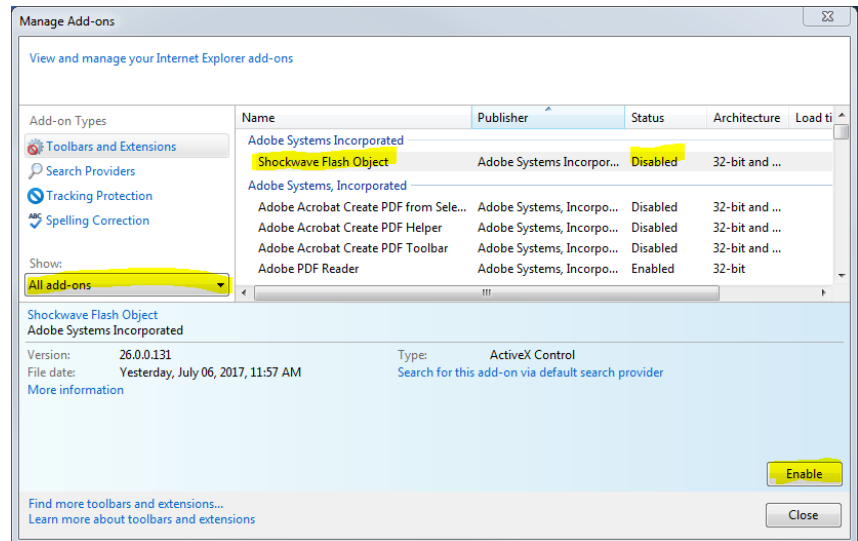 Manage Add-ons
View and manage your Internet Explorer add-ons
Add-on Types
Toolbars and Extensions
Search Providers
Tracking Protection
ABC Spelling Correction
Show:
All add-ons
Name Publisher Status Architecture Load ti
Adobe Systems Incorporated
Shockwave Flash Object Adobe Systems Incorpor... Disabled 32-bit and ...
Adobe Systems, Incorporated
Adobe Acrobat Create PDF from Sele... Adobe Systems, Incorpo... Disabled 32-bit and ...
Adobe Acrobat Create PDF Helper Adobe Systems, Incorpo... Disabled 32-bit and ...
Adobe Acrobat Create PDF Toolbar Adobe Systems, Incorpo... Disabled 32-bit and ...
Adobe PDF Reader Adobe Systems, Incorpo... Enabled 32-bit
Shockwave Flash Object
Adobe Systems Incorporated
Version: 26.0.0.131 Type: ActiveX Control
File date: Yesterday, July 06, 2017, 11:57 AM Search for this add-on via default search provider
More information
Enable
Find more toolbars and extensions...
Learn more about toolbars and extensions
Close